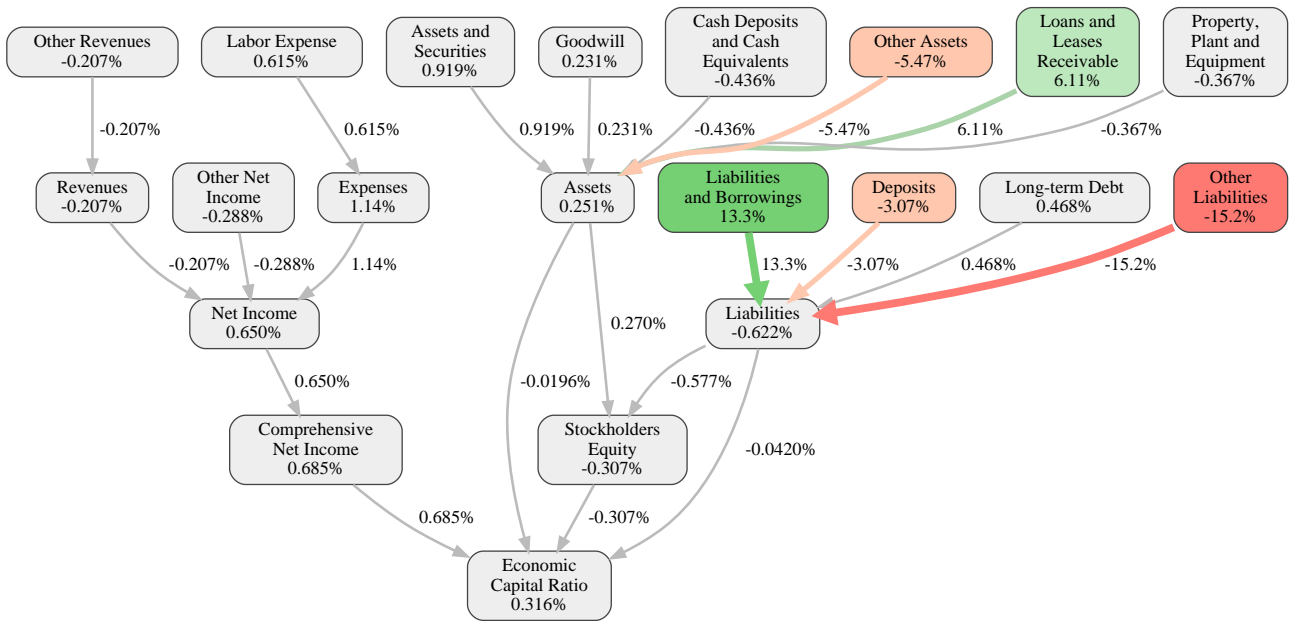 Other Revenues
-0.207%
Labor Expense
0.615%
Assets and
Securities
0.919%
Goodwill
0.231%
Cash Deposits
and Cash
Equivalents
-0.436%
Other Assets
-5.47%
Loans and
Leases
Receivable
6.11%
Property,
Plant and
Equipment
-0.367%
-0.207%
0.615%
0.919%
0.231%
-0.436%
-5.47%
6.11%
-0.367%
Revenues
-0.207%
Other Net
Income
-0.288%
Expenses
1.14%
Assets
0.251%
Liabilities
and Borrowings
13.3%
Deposits
-3.07%
Long-term Debt
0.468%
Other
Liabilities
-15.2%
-0.207%
-0.288%
1.14%
13.3%
-3.07%
0.468%
-15.2%
Net Income
0.650%
0.270%
Liabilities
-0.622%
0.650%
-0.0196%
-0.577%
Comprehensive
Net Income
0.685%
Stockholders
Equity
-0.307%
-0.0420%
0.685%
-0.307%
Economic
Capital Ratio
0.316%